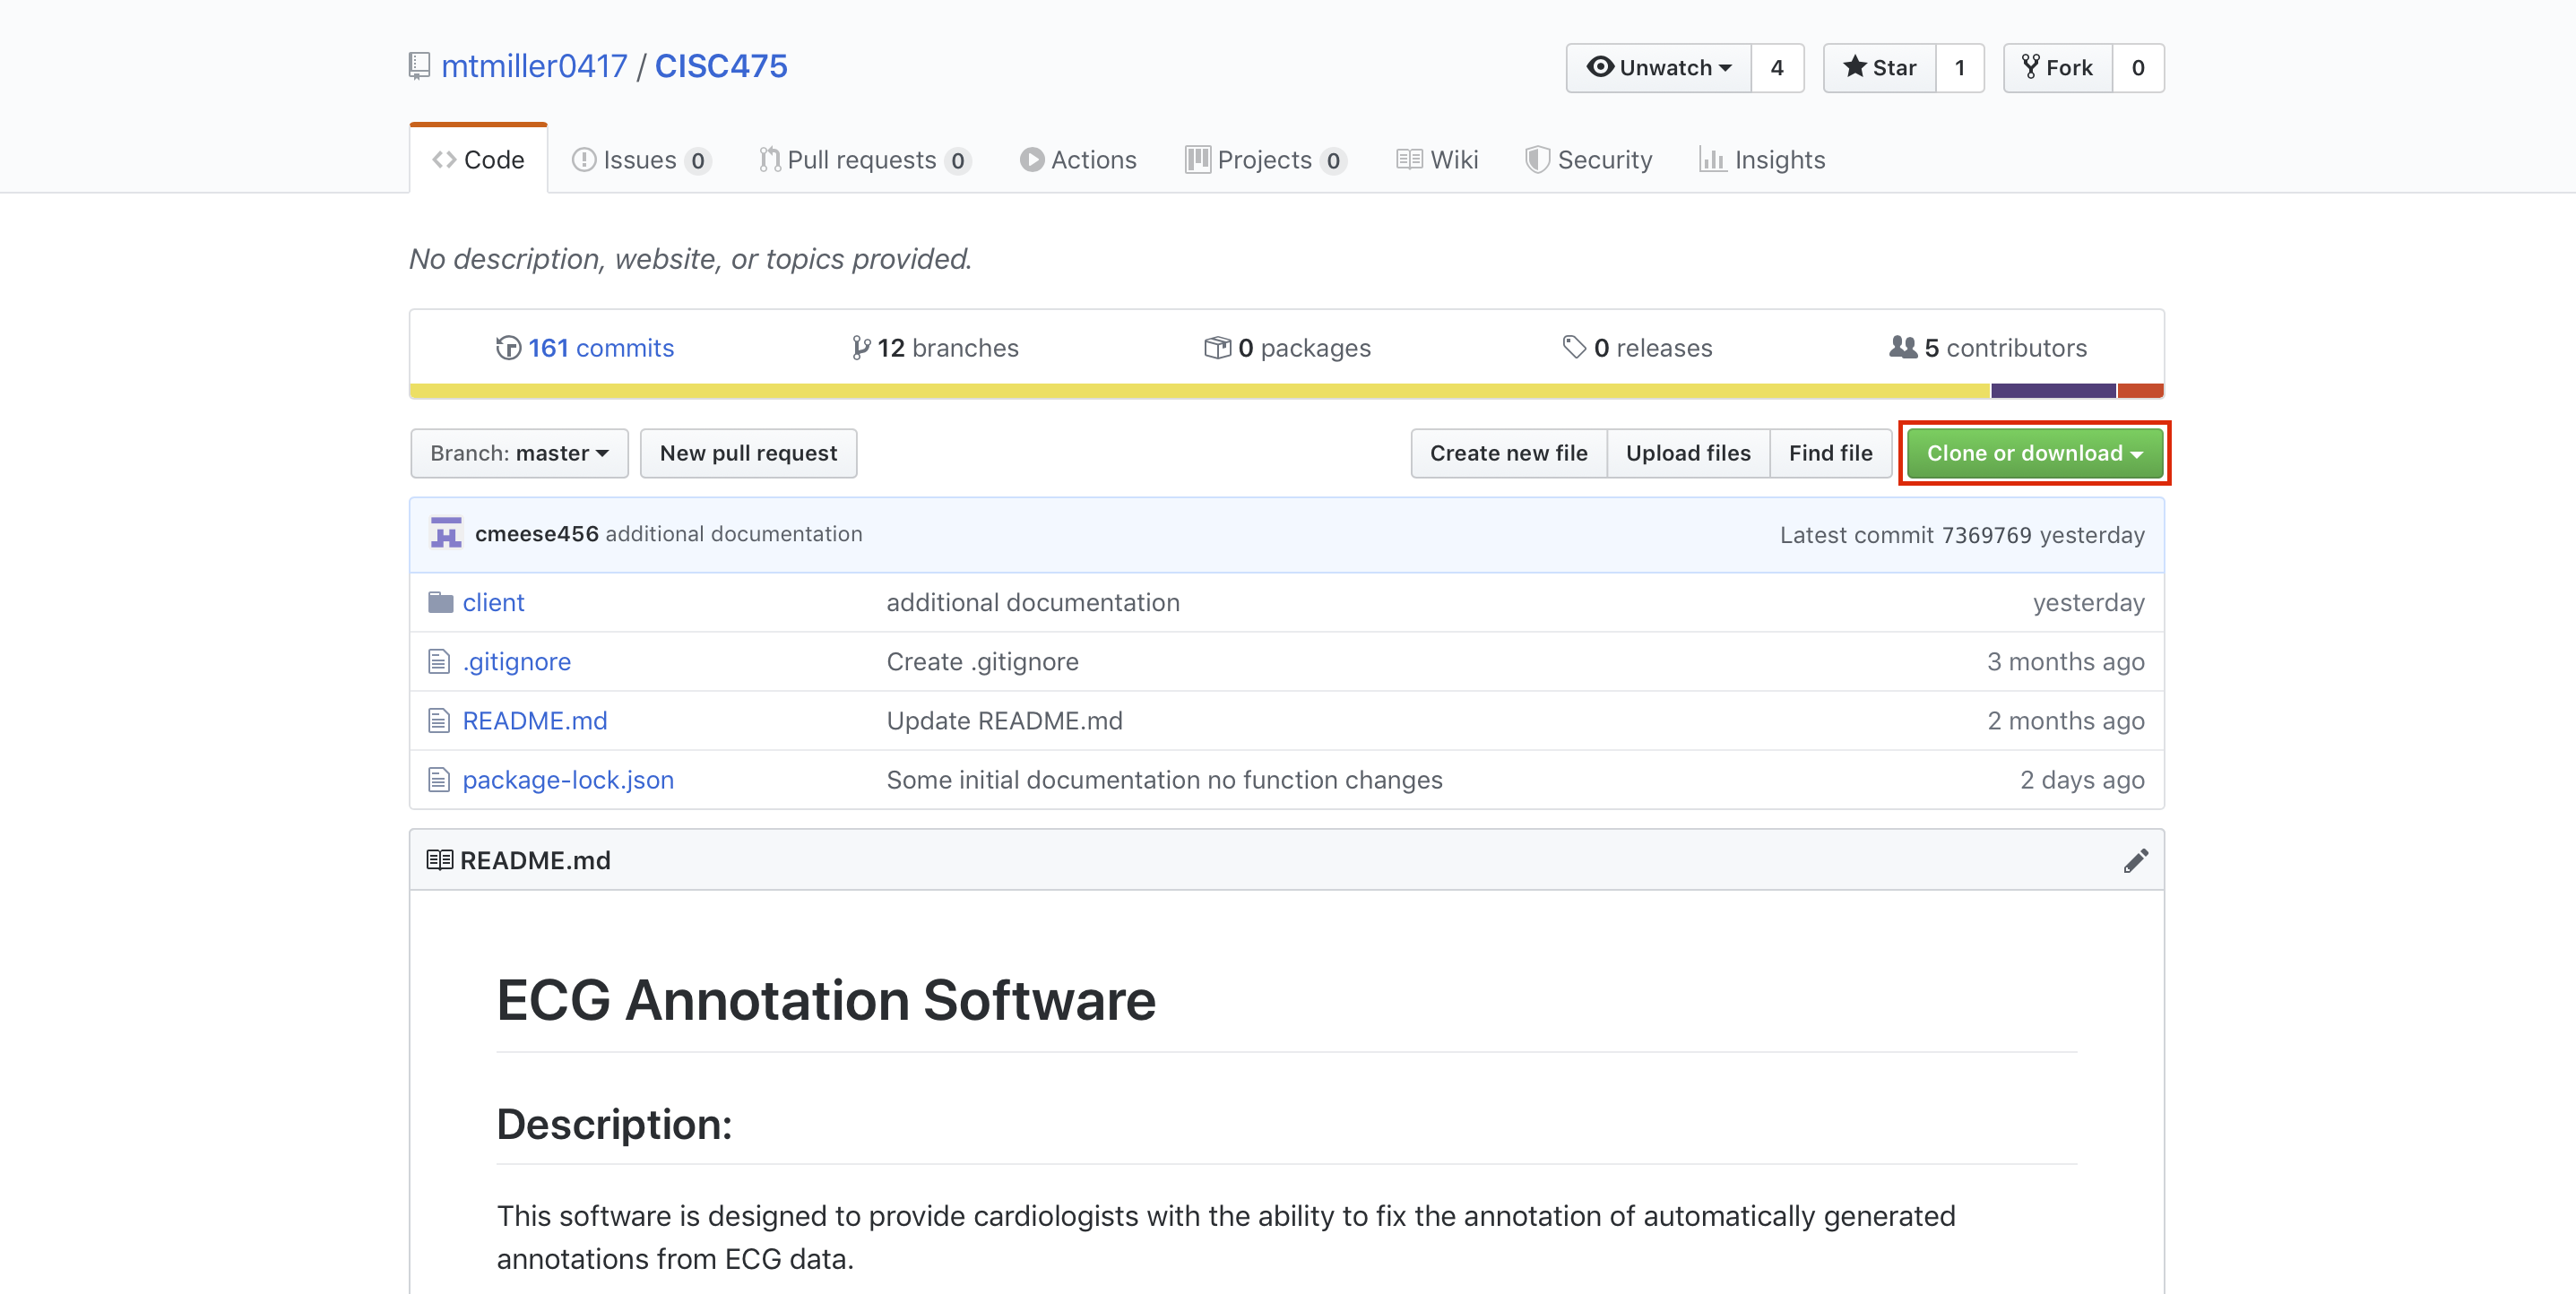 mtmiller0417 / CISC475
Unwatch 4 Star 1 Fork 0
Code Issues 0 Pull requests 0 Actions Projects 0 Wiki Security Insights
No description, website, or topics provided.
161 commits 12 branches 0 packages 0 releases 5 contributors
Branch: master New pull request Create new file Upload files Find file Clone or download
cmeese456 additional documentation Latest commit 7369769 yesterday
client additional documentation yesterday
.gitignore Create .gitignore 3 months ago
README.md Update README.md 2 months ago
package-lock.json Some initial documentation no function changes 2 days ago
README.md
ECG Annotation Software
Description:
This software is designed to provide cardiologists with the ability to fix the annotation of automatically generated
annotations from ECG data.